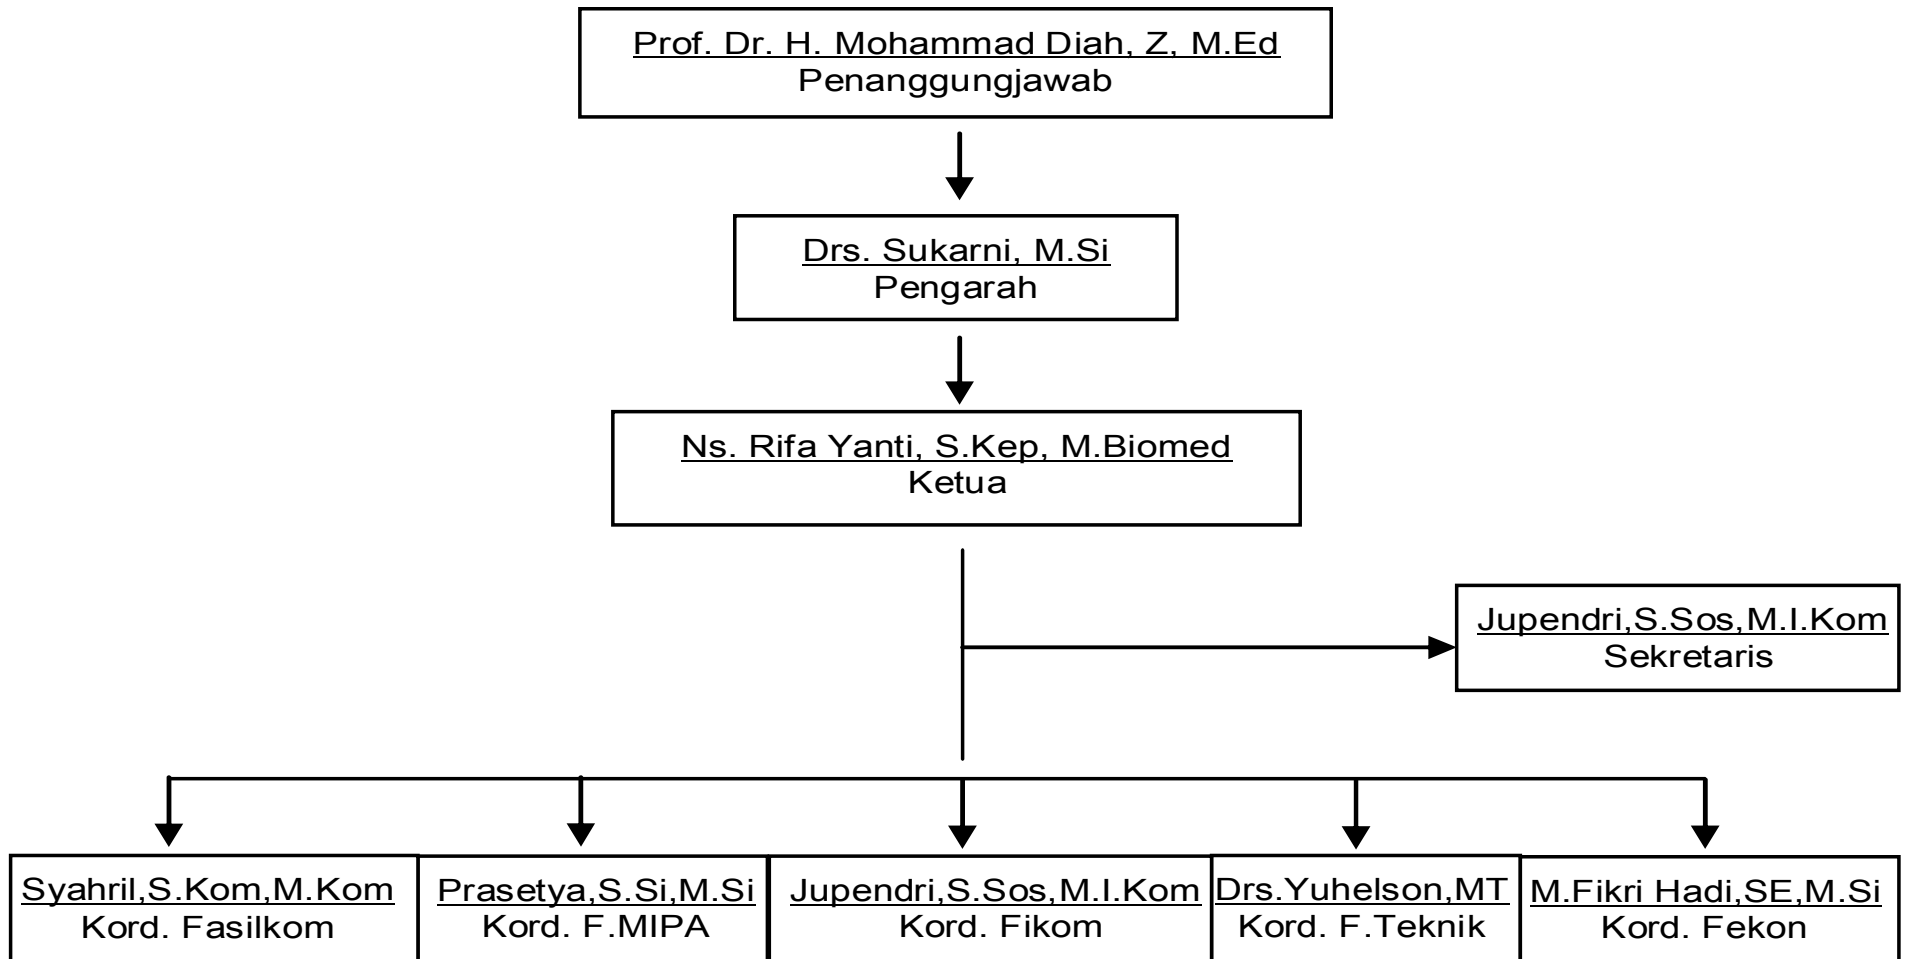 Prof. Dr. H. Mohammad Diah, Z, M.Ed
Penanggungjawab
Drs. Sukarni, M.Si
Pengarah
Ns. Rifa Yanti, S.Kep, M.Biomed
Ketua
Jupendri,S.Sos,M.I.Kom
Sekretaris
Syahril,S.Kom,M.Kom
Kord. Fasilkom
Prasetya,S.Si,M.Si
Kord. F.MIPA
Jupendri,S.Sos,M.I.Kom
Kord. Fikom
Drs.Yuhelson,MT
Kord. F.Teknik
M.Fikri Hadi,SE,M.Si
Kord. Fekon